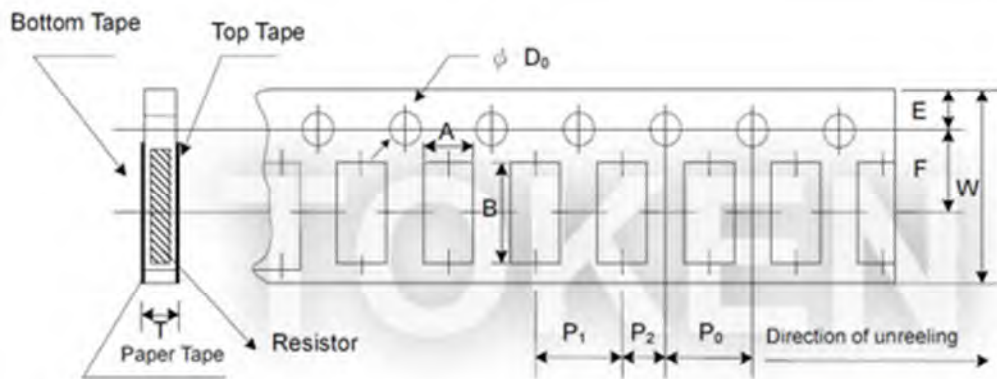 Bottom Tape
Top Tape
ϕ D₀
E
A
F
W
B
TOKEN
P₁
P₂
P₀
T
Direction of unreeling
Resistor
Paper Tape